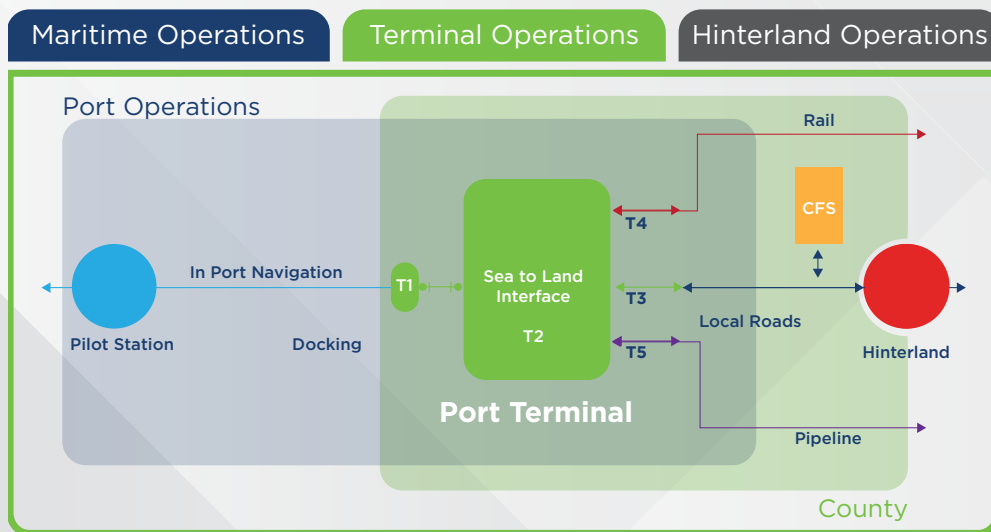 Maritime Operations
Terminal Operations
Hinterland Operations
Port Operations
Rail
CFS
T4
In Port Navigation
T1
Sea to Land
Interface
T3
T2
Local Roads
Pilot Station
Docking
T5
Hinterland
Port Terminal
Pipeline
County